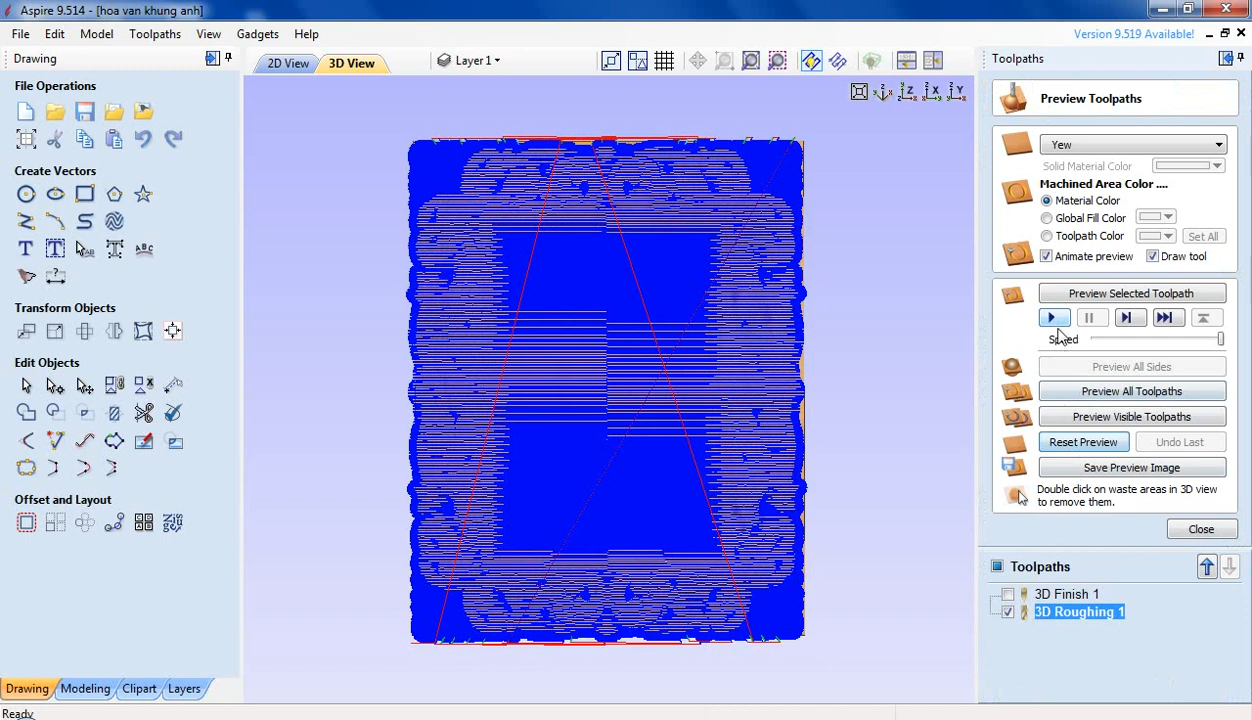 Aspire 9.514 - [hoa van khung anh]
File Edit Model Toolpaths View Gadgets Help
Version 9.519 Available!
Drawing
2D View
3D View
Layer 1
Toolpaths
File Operations
Create Vectors
Transform Objects
Edit Objects
Offset and Layout
Drawing Modeling Clipart Layers
Ready
Preview Toolpaths
Yew
Solid Material Color
Machined Area Color ....
Material Color
Global Fill Color
Toolpath Color
Set All
Animate preview
Draw tool
Preview Selected Toolpath
Speed
Preview All Sides
Preview All Toolpaths
Preview Visible Toolpaths
Reset Preview
Undo Last
Save Preview Image
Double click on waste areas in 3D view
to remove them.
Close
Toolpaths
3D Finish 1
3D Roughing 1